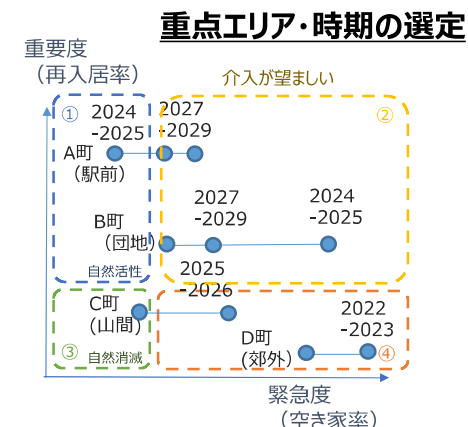 重点エリア・時期の選定
重要度
（再入居率）
介入が望ましい
①
2024
-2025
2027
-2029
②
A町
（駅前）
B町
（団地）
2027
-2029
2024
-2025
自然活性
2025
-2026
C町
（山間）
③
自然消滅
2022
-2023
D町
（郊外）
④
緊急度
（空き家率）